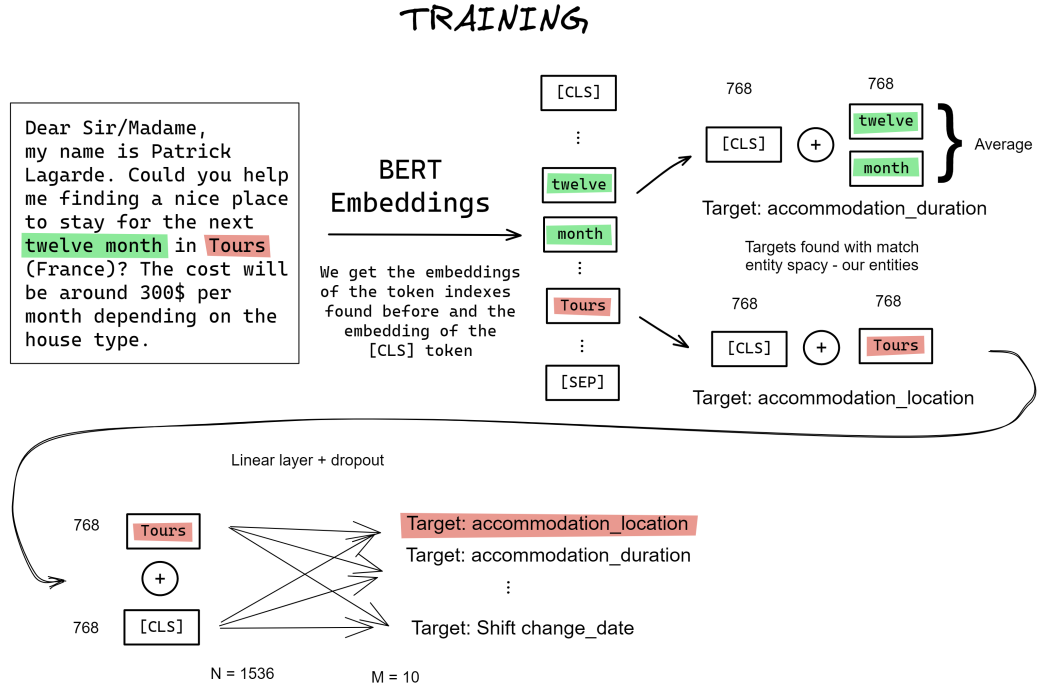 TRAINING
Dear Sir/Madame,
my name is Patrick
Lagarde. Could you help
me finding a nice place
to stay for the next
twelve month in Tours
(France)? The cost will
be around 300$ per
month depending on the
house type.
BERT
Embeddings
We get the embeddings
of the token indexes
found before and the
embedding of the
[CLS] token
[CLS]
⋮
twelve
month
⋮
Tours
⋮
[SEP]
768
768
[CLS] + twelve
month
} Average
Target: accommodation_duration
Targets found with match
entity spacy - our entities
768
768
[CLS] + Tours
Target: accommodation_location
Linear layer + dropout
768
Tours
+
768
[CLS]
Target: accommodation_location
Target: accommodation_duration
⋮
Target: Shift change_date
N = 1536
M = 10